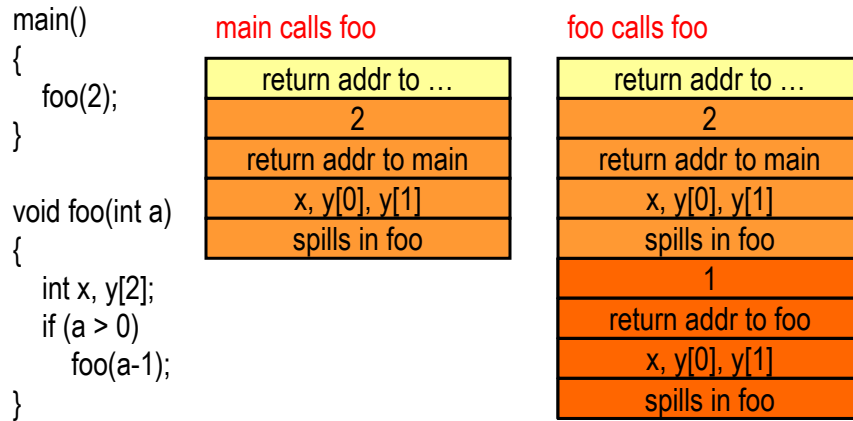 main()
{
foo(2);
}
void foo(int a)
{
int x, y[2];
if (a > 0)
foo(a-1);
}
main calls foo
return addr to …
2
return addr to main
x, y[0], y[1]
spills in foo
foo calls foo
return addr to …
2
return addr to main
x, y[0], y[1]
spills in foo
1
return addr to foo
x, y[0], y[1]
spills in foo